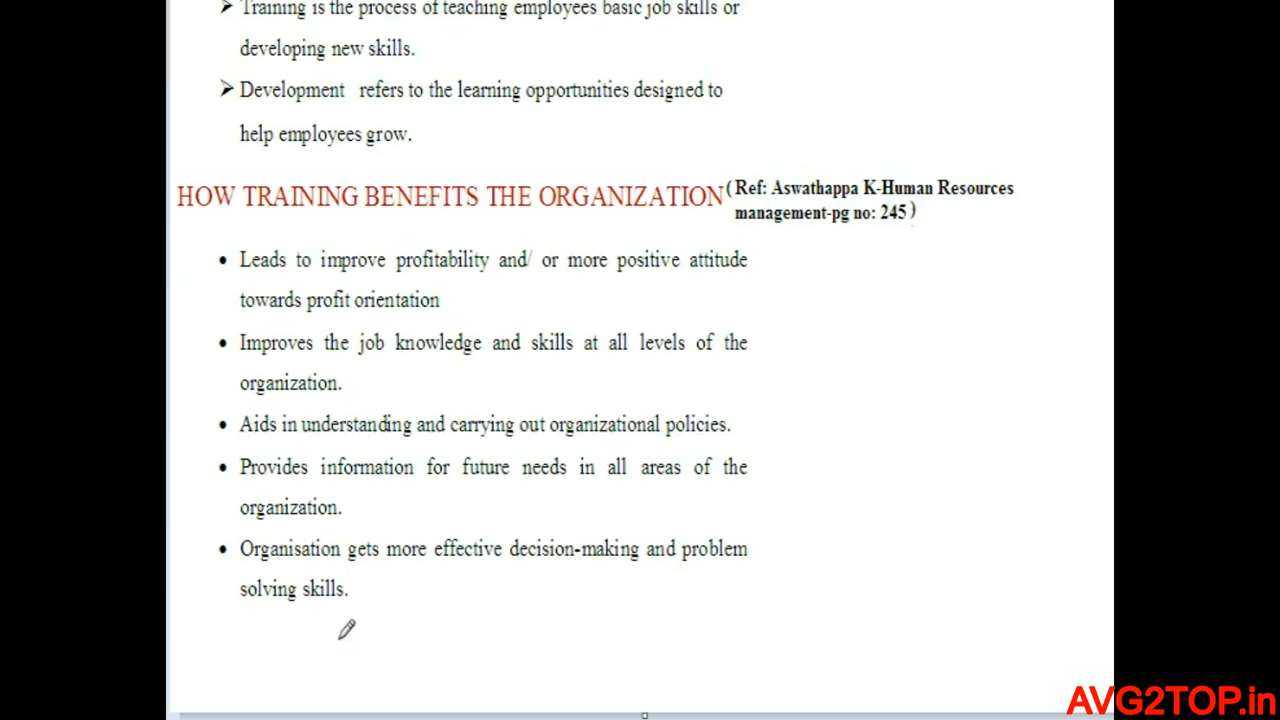 ➢ Training is the process of teaching employees basic job skills or
developing new skills.
➢ Development refers to the learning opportunities designed to
help employees grow.
HOW TRAINING BENEFITS THE ORGANIZATION (Ref: Aswathappa K-Human Resources
management-pg no: 245)
• Leads to improve profitability and/ or more positive attitude
towards profit orientation
• Improves the job knowledge and skills at all levels of the
organization.
• Aids in understanding and carrying out organizational policies.
• Provides information for future needs in all areas of the
organization.
• Organisation gets more effective decision-making and problem
solving skills.
AVG2TOP.in